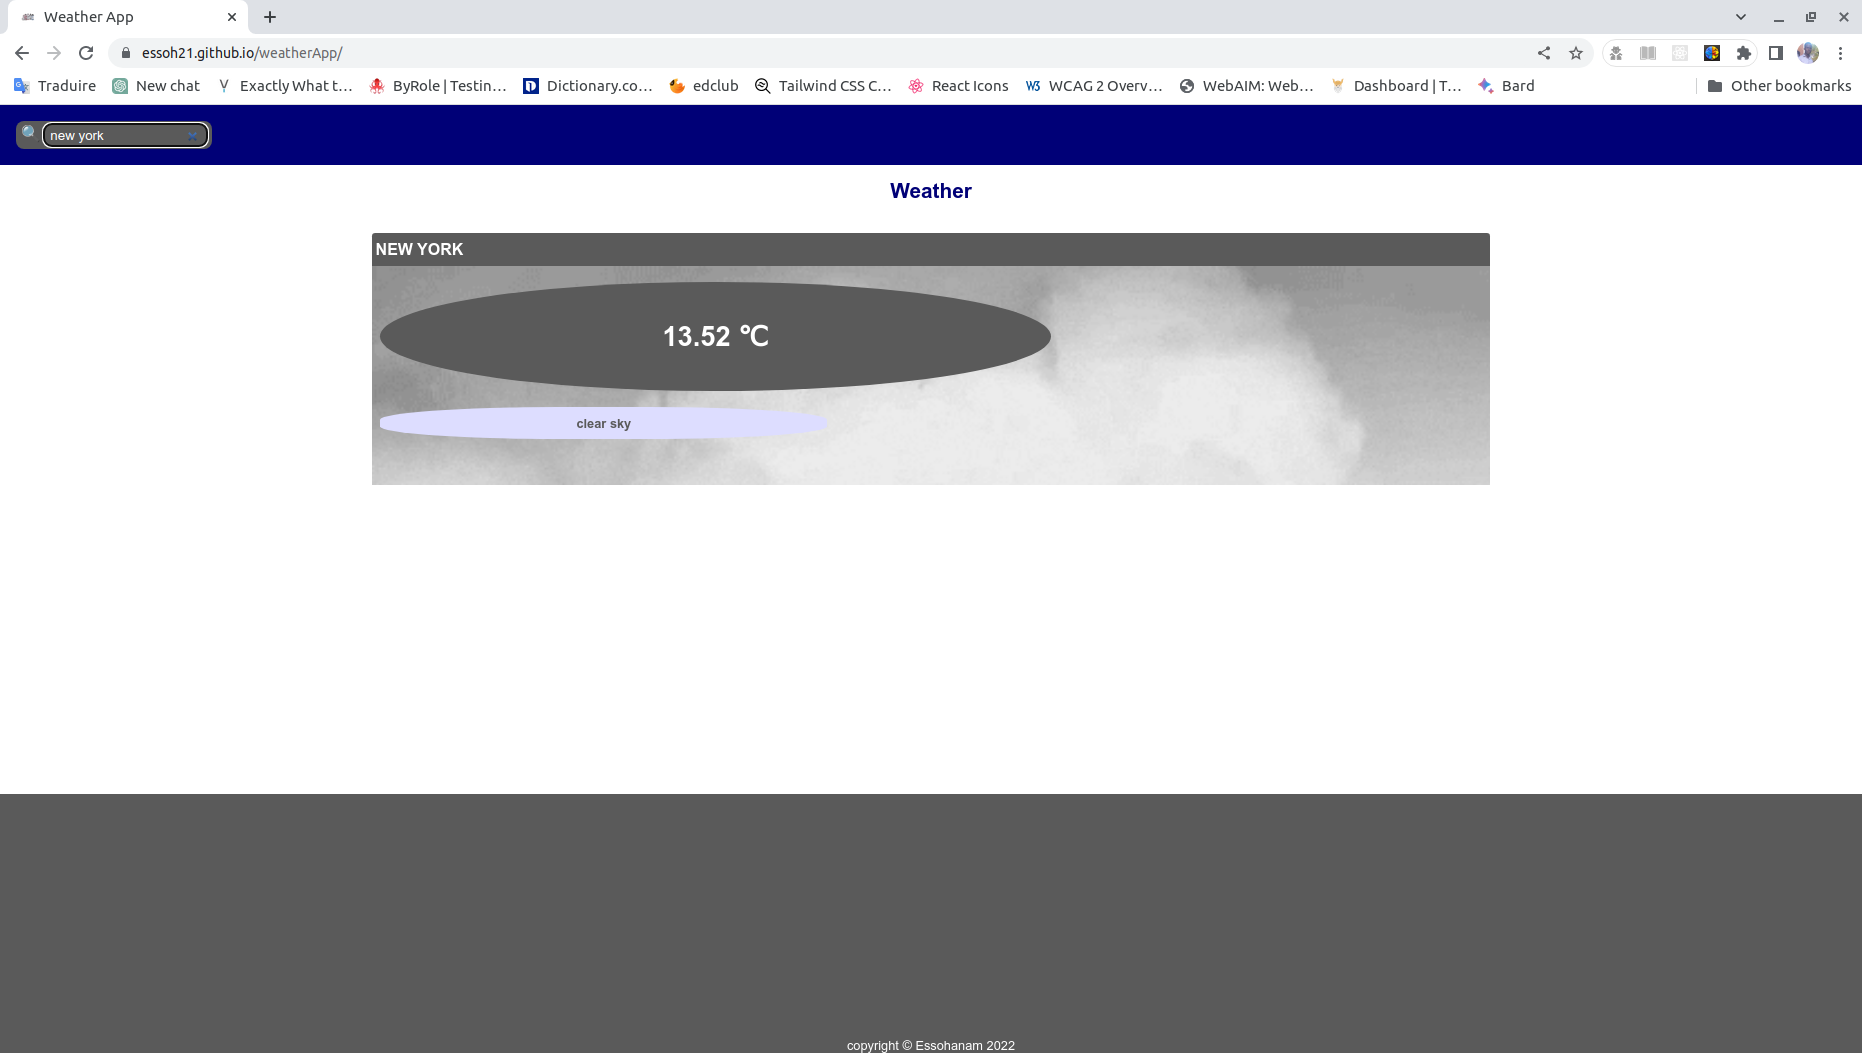 Weather App
essoh21.github.io/weatherApp/
Traduire New chat Exactly What t… ByRole | Testin… Dictionary.co… edclub Tailwind CSS C… React Icons W3 WCAG 2 Overv… WebAIM: Web… Dashboard | T… Bard Other bookmarks
new york
Weather
NEW YORK
13.52 ℃
clear sky
copyright © Essohanam 2022